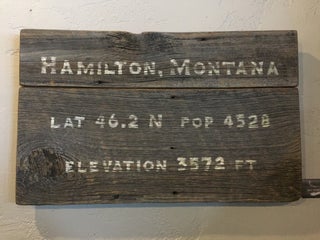 HAMILTON, MONTANA
LAT 46.2 N POP 4528
ELEVATION 3572 FT